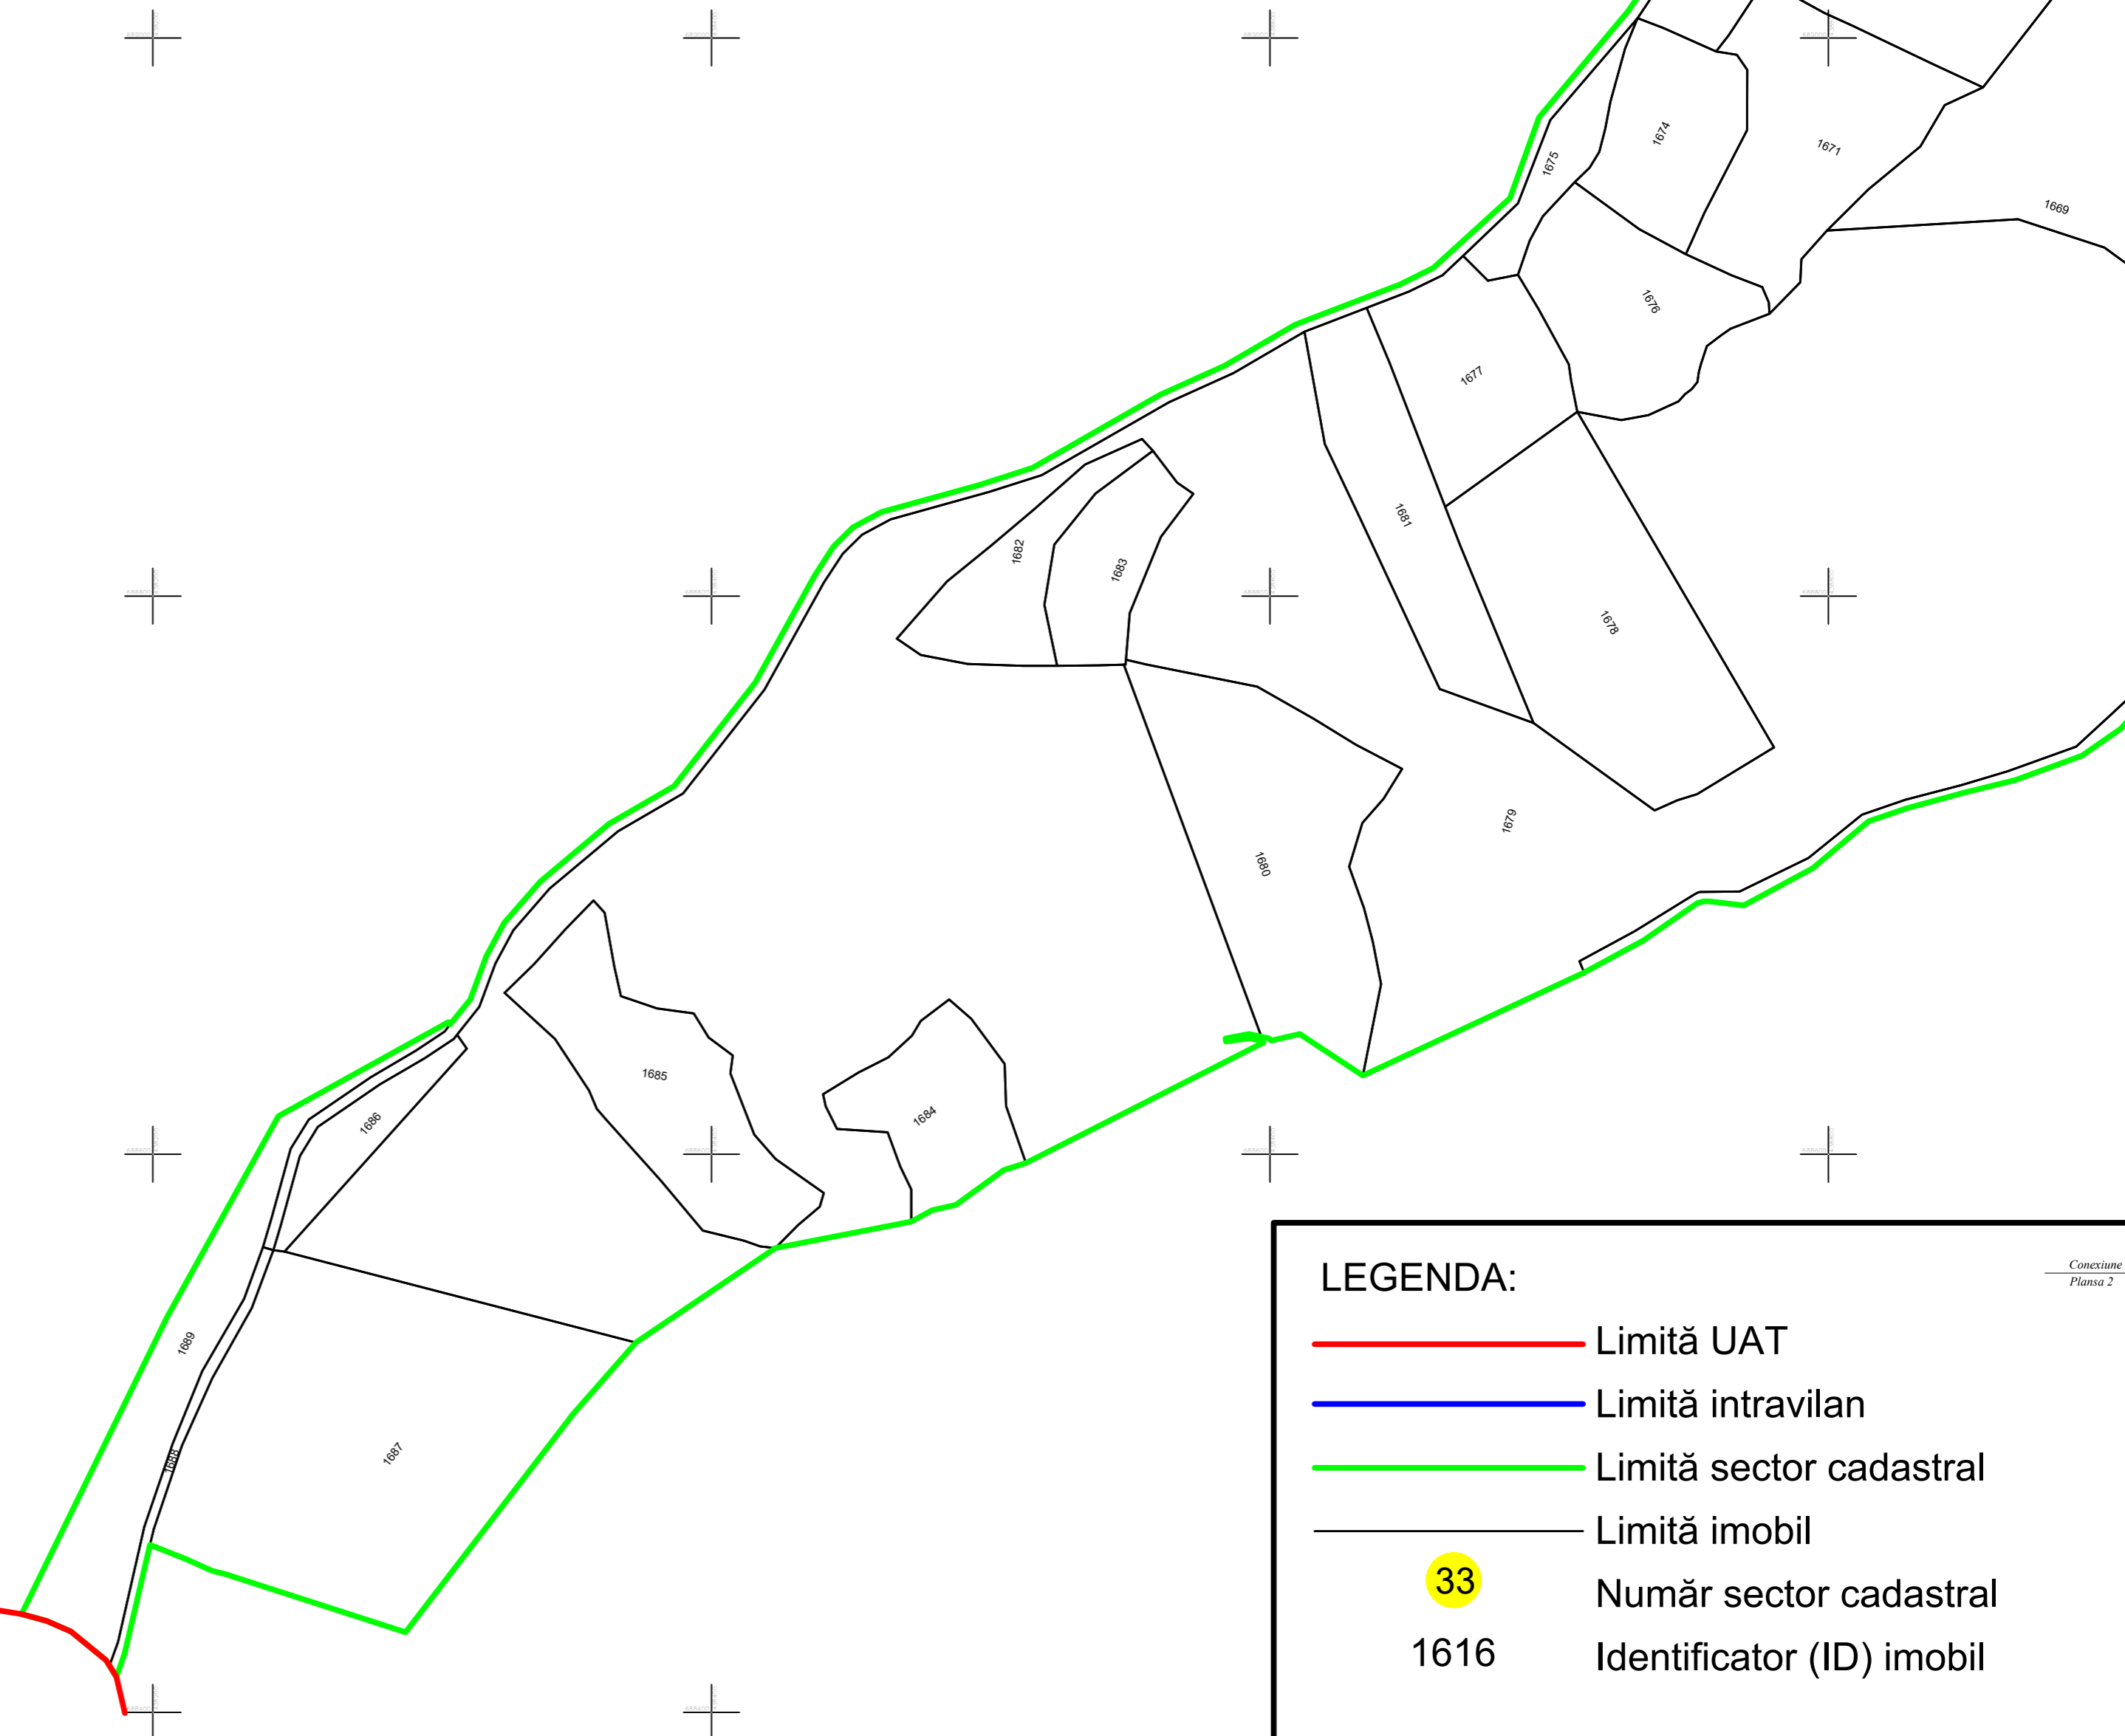 1674
1675
1671
1669
1676
1677
1681
1682
1683
1678
1679
1680
1685
1684
1686
1689
1688
1687
LEGENDA:
Conexiune
Plansa 2
Limită UAT
Limită intravilan
Limită sector cadastral
Limită imobil
33
Număr sector cadastral
1616
Identificator (ID) imobil